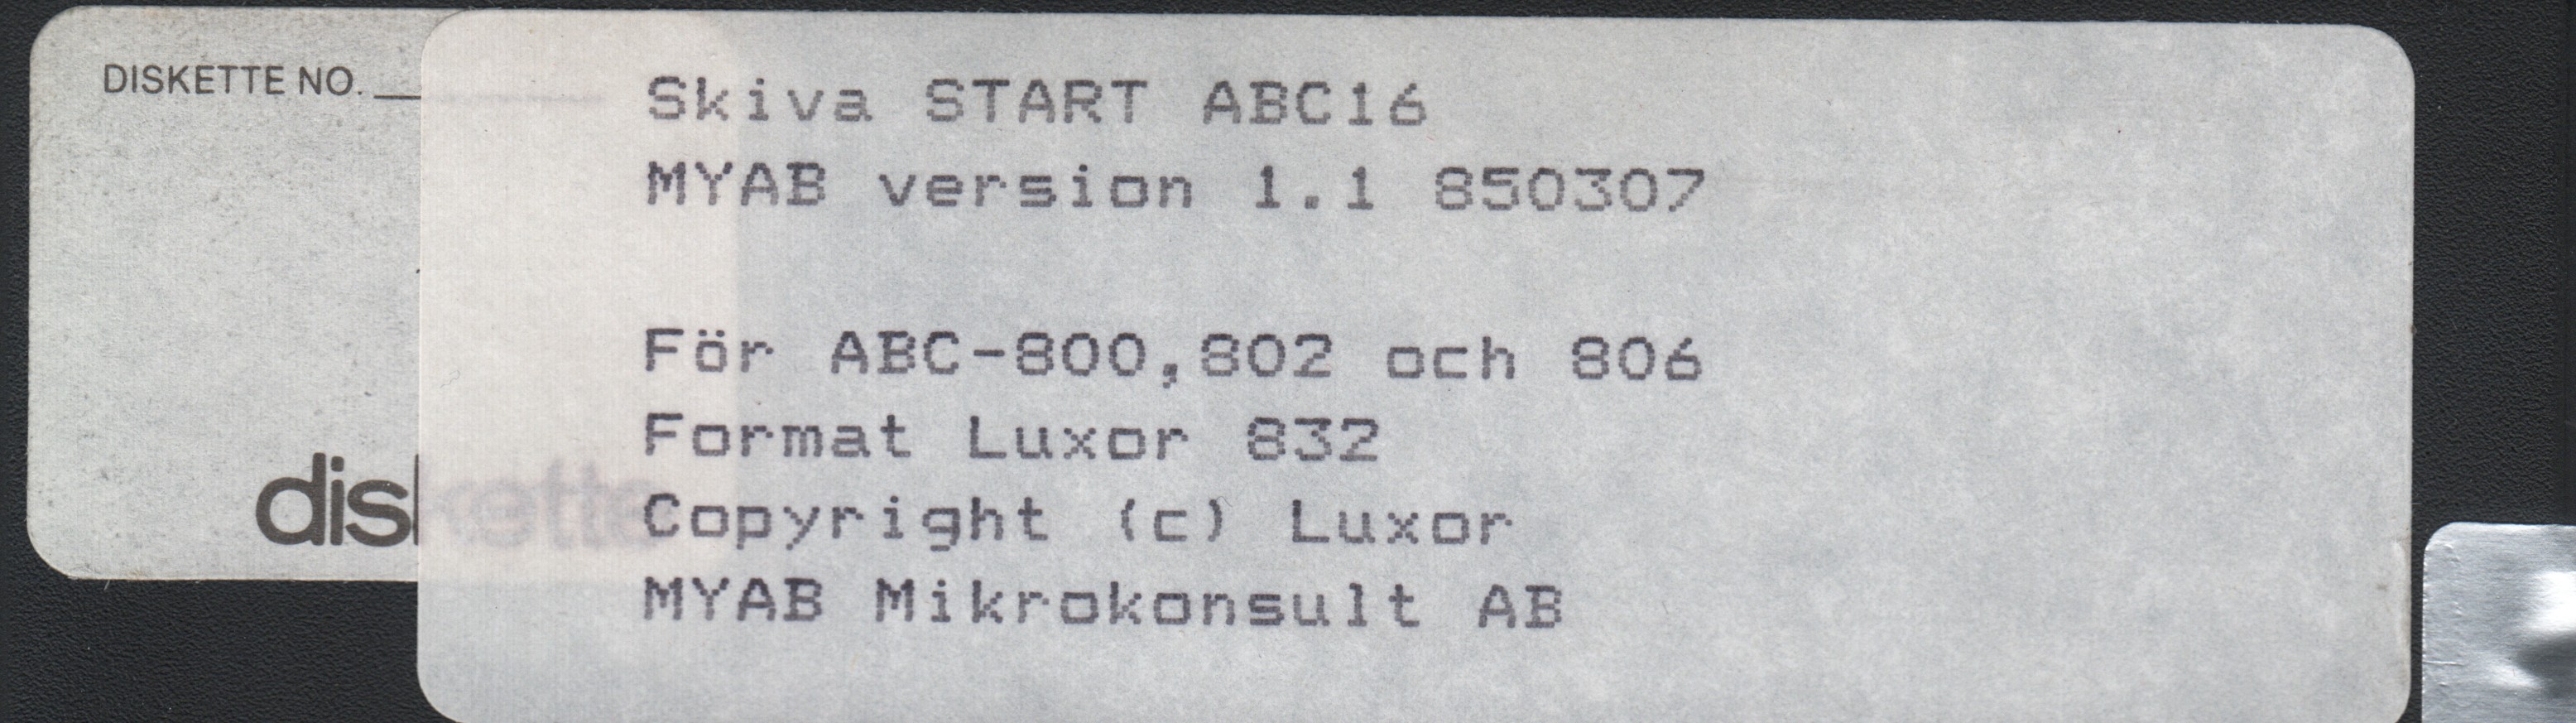 DISKETTE NO.
Skiva START ABC16
MYAB version 1.1 850307
För ABC-800,802 och 806
Format Luxor 832
diskette
Copyright (c) Luxor
MYAB Mikrokonsult AB